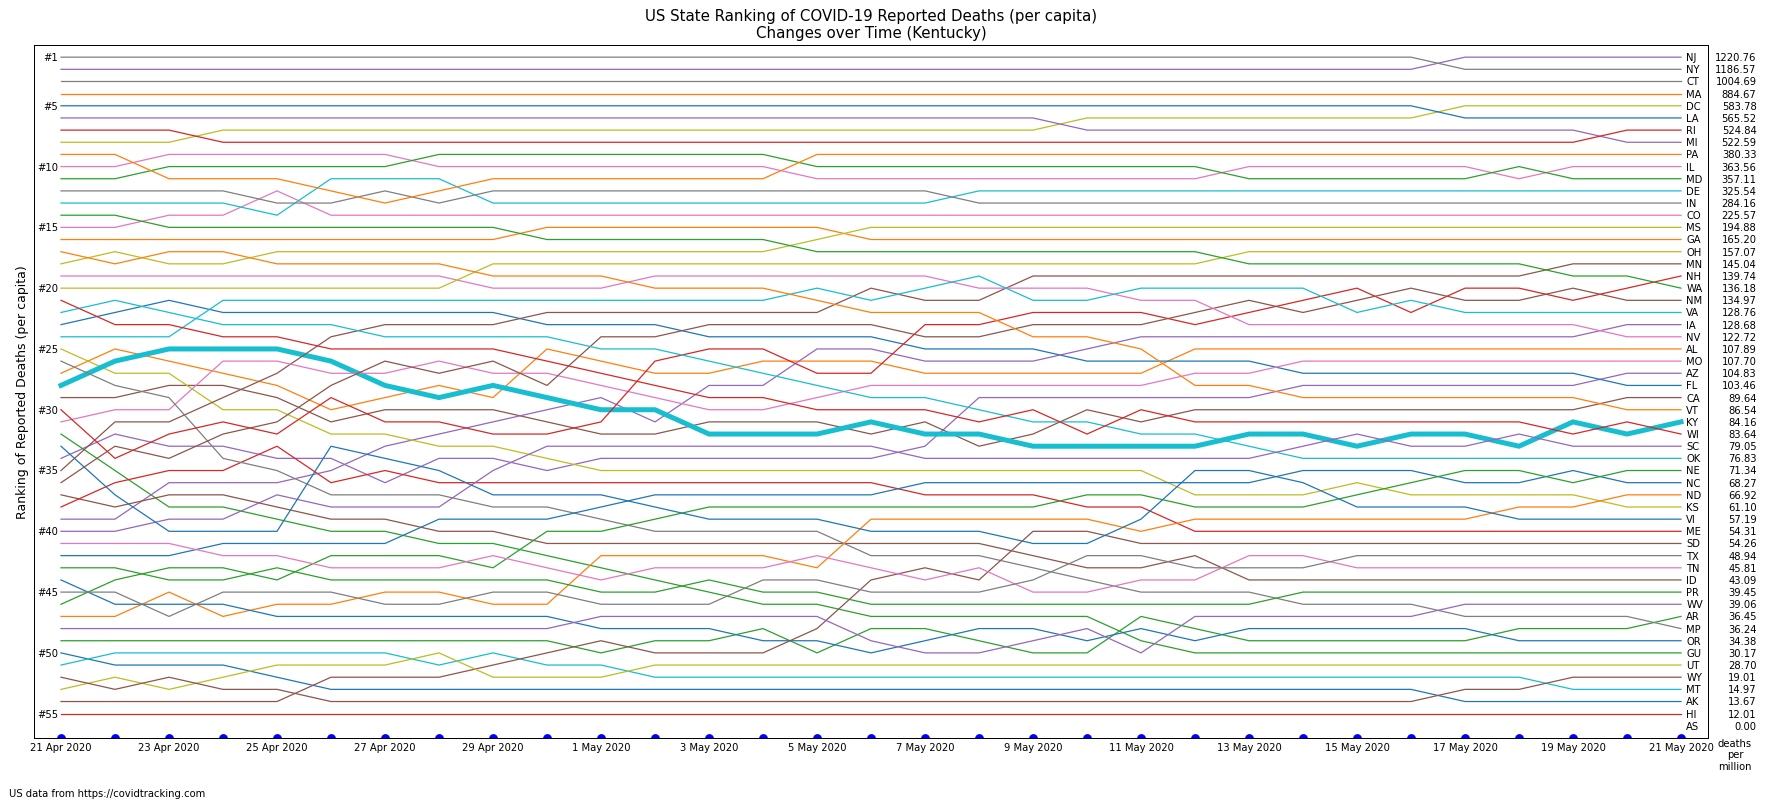 US State Ranking of COVID-19 Reported Deaths (per capita)
Changes over Time (Kentucky)
Ranking of Reported Deaths (per capita)
#1
#5
#10
#15
#20
#25
#30
#35
#40
#45
#50
#55
NJ 1220.76
NY 1186.57
CT 1004.69
MA 884.67
DC 583.78
LA 565.52
RI 524.84
MI 522.59
PA 380.33
IL 363.56
MD 357.11
DE 325.54
IN 284.16
CO 225.57
MS 194.88
GA 165.20
OH 157.07
MN 145.04
NH 139.74
WA 136.18
NM 134.97
VA 128.76
IA 128.68
NV 122.72
AL 107.89
MO 107.70
AZ 104.83
FL 103.46
CA 89.64
VT 86.54
KY 84.16
WI 83.64
SC 79.05
OK 76.83
NE 71.34
NC 68.27
ND 66.92
KS 61.10
VI 57.19
ME 54.31
SD 54.26
TX 48.94
TN 45.81
ID 43.09
PR 39.45
WV 39.06
AR 36.45
MP 36.24
OR 34.38
GU 30.17
UT 28.70
WY 19.01
MT 14.97
AK 13.67
HI 12.01
AS 0.00
21 Apr 2020 23 Apr 2020 25 Apr 2020 27 Apr 2020 29 Apr 2020 1 May 2020 3 May 2020 5 May 2020 7 May 2020 9 May 2020 11 May 2020 13 May 2020 15 May 2020 17 May 2020 19 May 2020 21 May 2020
deaths
per
million
US data from https://covidtracking.com